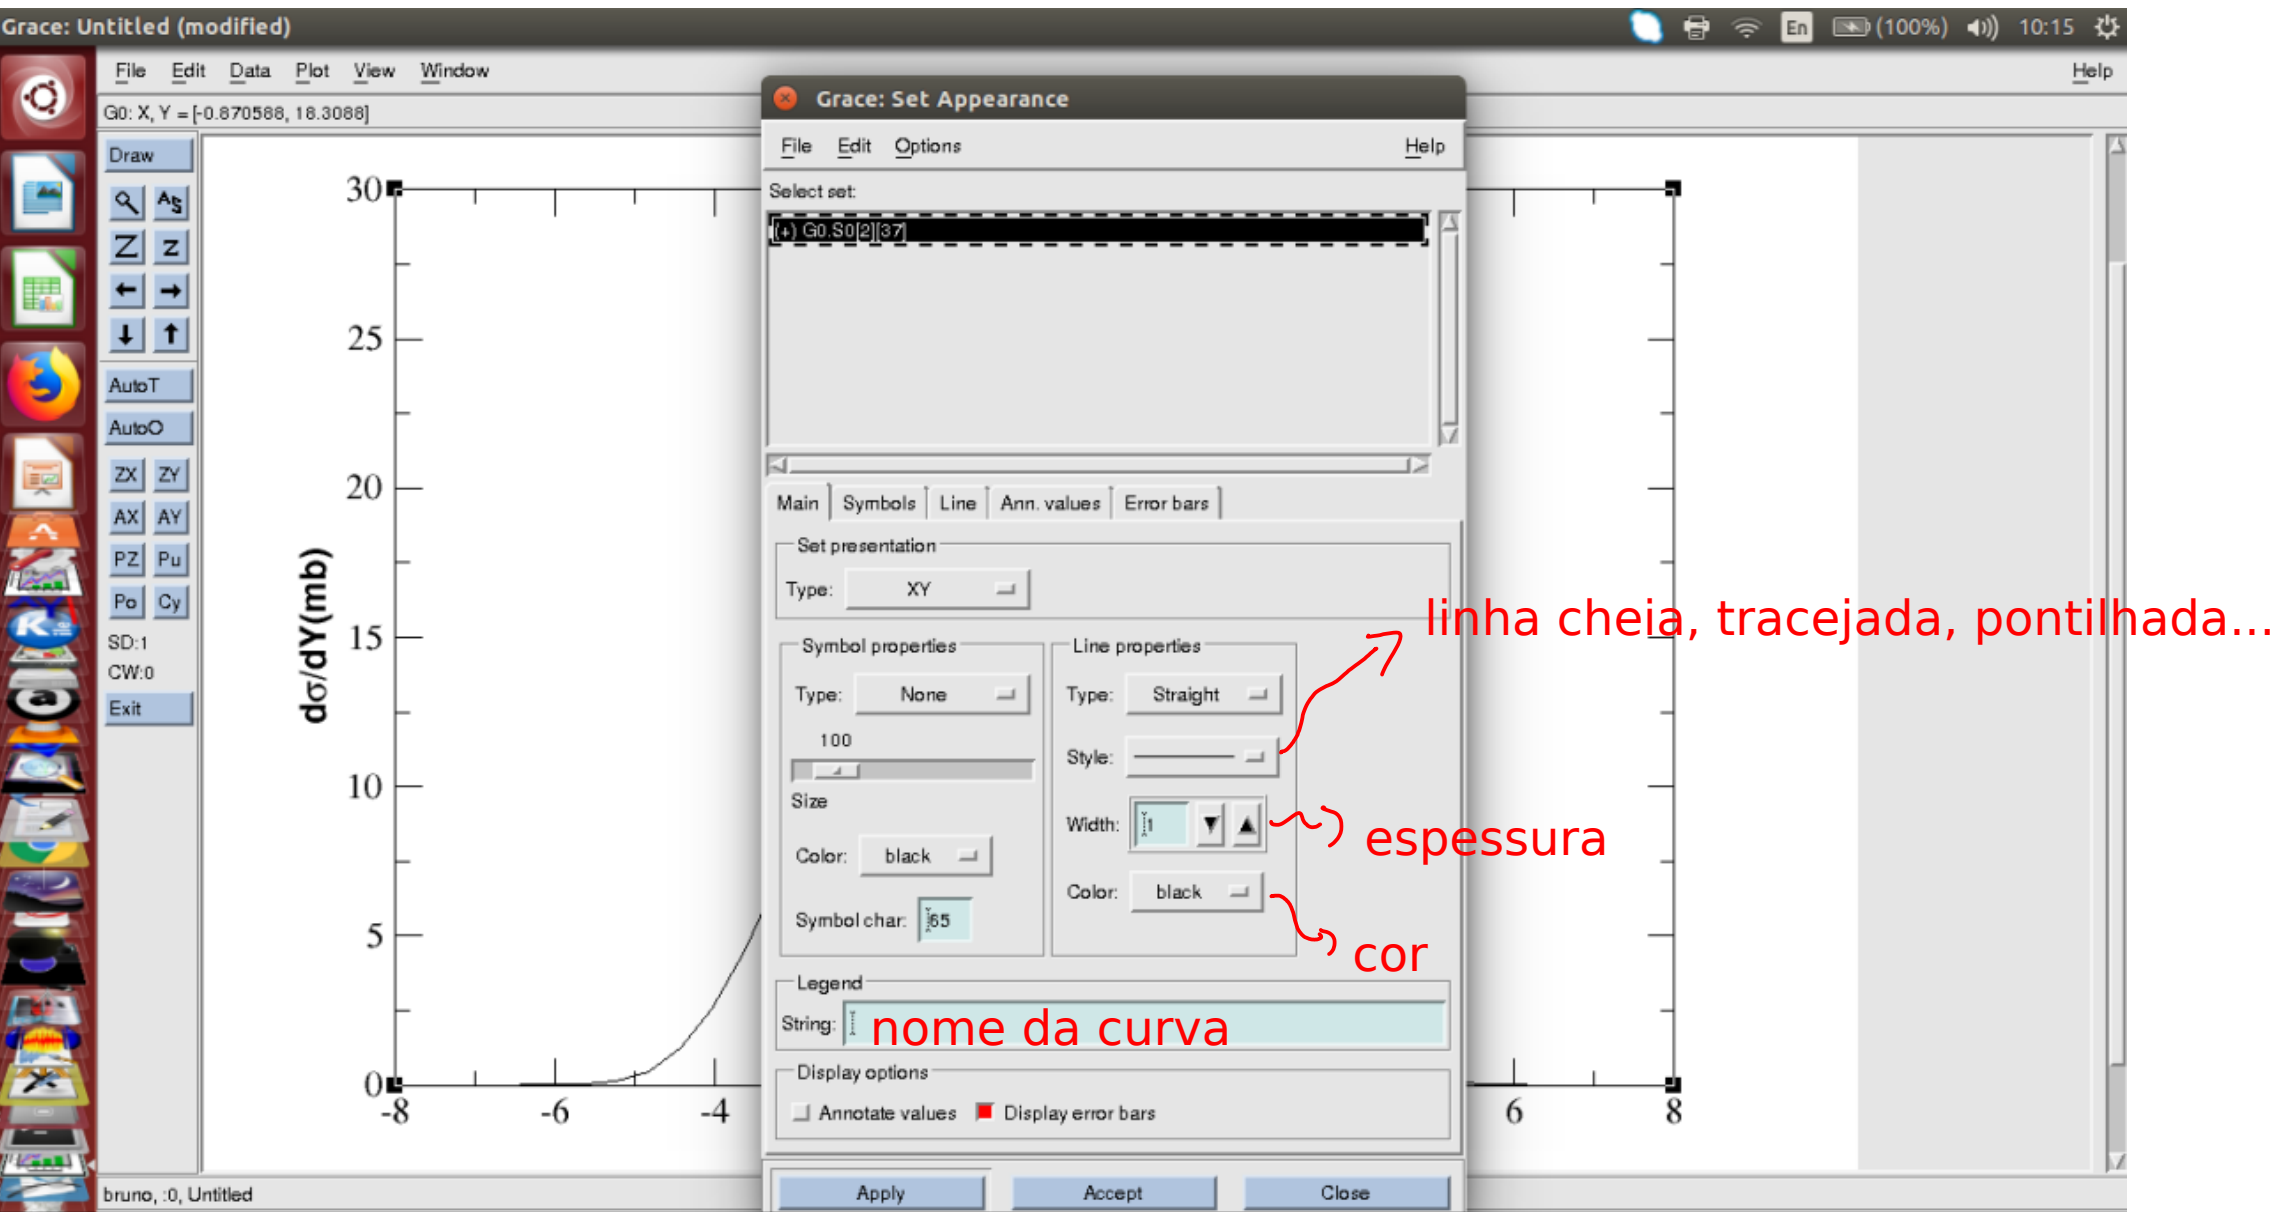 Grace: Untitled (modified)
En (100%) 10:15
File Edit Data Plot View Window Help
G0: X, Y = [-0.870588, 18.3088]
Draw
Z z
AutoT
AutoO
ZX ZY
AX AY
PZ Pu
Po Cy
SD:1
CW:0
Exit
30
25
20
15
10
5
0
dσ/dY(mb)
-8 -6 -4 6 8
bruno, :0, Untitled
Grace: Set Appearance
File Edit Options Help
Select set:
(+) G0.S0[2][37]
Main Symbols Line Ann. values Error bars
Set presentation
Type: XY
Symbol properties
Type: None
100
Size
Color: black
Symbol char: 65
Line properties
Type: Straight
Style:
Width: 1
Color: black
linha cheia, tracejada, pontilhada...
espessura
cor
Legend
String: nome da curva
Display options
Annotate values Display error bars
Apply Accept Close